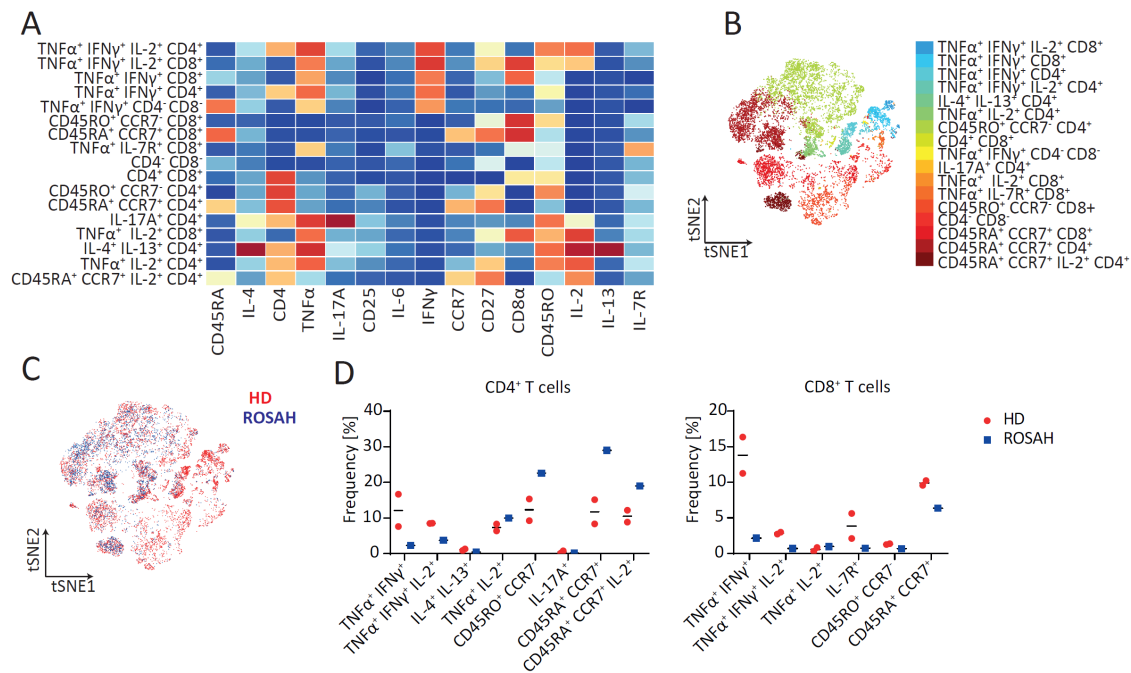 A
TNFα⁺ IFNγ⁺ IL-2⁺ CD4⁺
TNFα⁺ IFNγ⁺ IL-2⁺ CD8⁺
TNFα⁺ IFNγ⁺ CD8⁺
TNFα⁺ IFNγ⁺ CD4⁺
TNFα⁺ IFNγ⁺ CD4⁻CD8⁻
CD45RO⁺ CCR7⁻ CD8⁺
CD45RA⁺ CCR7⁺ CD8⁺
TNFα⁺ IL-7R⁺ CD8⁺
CD4⁻ CD8⁻
CD4⁺ CD8⁺
CD45RO⁺ CCR7⁻ CD4⁺
CD45RA⁺ CCR7⁺ CD4⁺
IL-17A⁺ CD4⁺
TNFα⁺ IL-2⁺ CD8⁺
IL-4⁺ IL-13⁺ CD4⁺
TNFα⁺ IL-2⁺ CD4⁺
CD45RA⁺ CCR7⁺ IL-2⁺ CD4⁺
CD45RA
IL-4
CD4
TNFα
IL-17A
CD25
IL-6
IFNγ
CCR7
CD27
CD8α
CD45RO
IL-2
IL-13
IL-7R
B
tSNE2
tSNE1
TNFα⁺ IFNγ⁺ IL-2⁺ CD8⁺
TNFα⁺ IFNγ⁺ CD8⁺
TNFα⁺ IFNγ⁺ CD4⁺
TNFα⁺ IFNγ⁺ IL-2⁺ CD4⁺
IL-4⁺ IL-13⁺ CD4⁺
TNFα⁺ IL-2⁺ CD4⁺
CD45RO⁺ CCR7⁻ CD4⁺
CD4⁺ CD8⁺
TNFα⁺ IFNγ⁺ CD4⁻CD8⁻
IL-17A⁺ CD4⁺
TNFα⁺ IL-2⁺ CD8⁺
TNFα⁺ IL-7R⁺ CD8⁺
CD45RO⁺ CCR7⁻ CD8+
CD4⁻ CD8⁻
CD45RA⁺ CCR7⁺ CD8⁺
CD45RA⁺ CCR7⁺ CD4⁺
CD45RA⁺ CCR7⁺ IL-2⁺ CD4⁺
C
HD
ROSAH
tSNE2
tSNE1
D
CD4⁺ T cells
Frequency [%]
40
30
20
10
0
TNFα⁺ IFNγ⁺
TNFα⁺ IFNγ⁺ IL-2⁺
IL-4⁺ IL-13⁺
TNFα⁺ IL-2⁺
CD45RO⁺ CCR7⁻
IL-17A⁺
CD45RA⁺ CCR7⁺
CD45RA⁺ CCR7⁺ IL-2⁺
CD8⁺ T cells
Frequency [%]
20
15
10
5
0
TNFα⁺ IFNγ⁺
TNFα⁺ IFNγ⁺ IL-2⁺
TNFα⁺ IL-2⁺
IL-7R⁺
CD45RO⁺ CCR7⁻
CD45RA⁺ CCR7⁺
HD
ROSAH